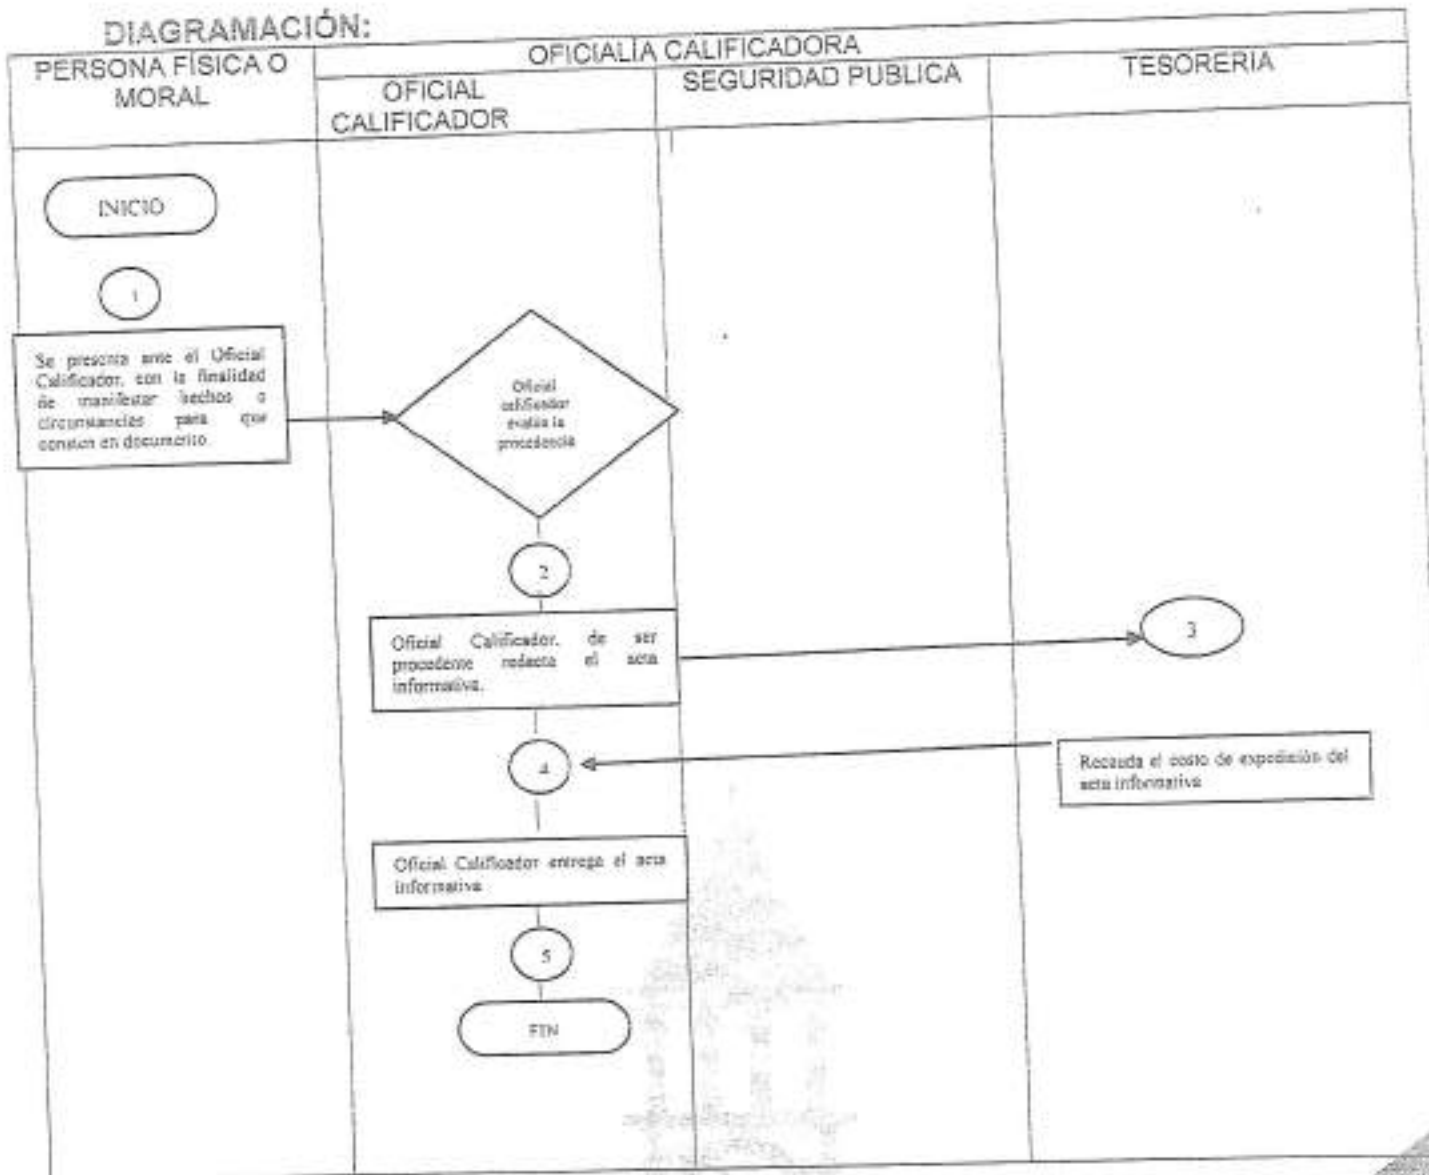 DIAGRAMACIÓN:
PERSONA FÍSICA O
MORAL
OFICIALÍA CALIFICADORA
OFICIAL
CALIFICADOR
SEGURIDAD PUBLICA
TESORERIA
INICIO
1
Se presenta ante el Oficial
Calificador, con la finalidad
de manifestar hechos o
circunstancias para que
consten en documento.
Oficial
calificador
evalúa la
procedencia
2
Oficial Calificador, de ser
procedente redacta el acta
informativa.
3
4
Recauda el costo de expedición del
acta informativa
Oficial Calificador entrega el acta
informativa
5
FIN